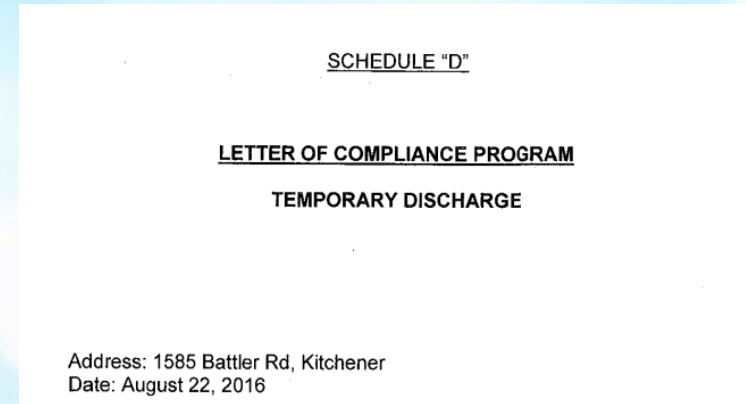 SCHEDULE “D”
LETTER OF COMPLIANCE PROGRAM
TEMPORARY DISCHARGE
Address: 1585 Battler Rd, Kitchener
Date: August 22, 2016